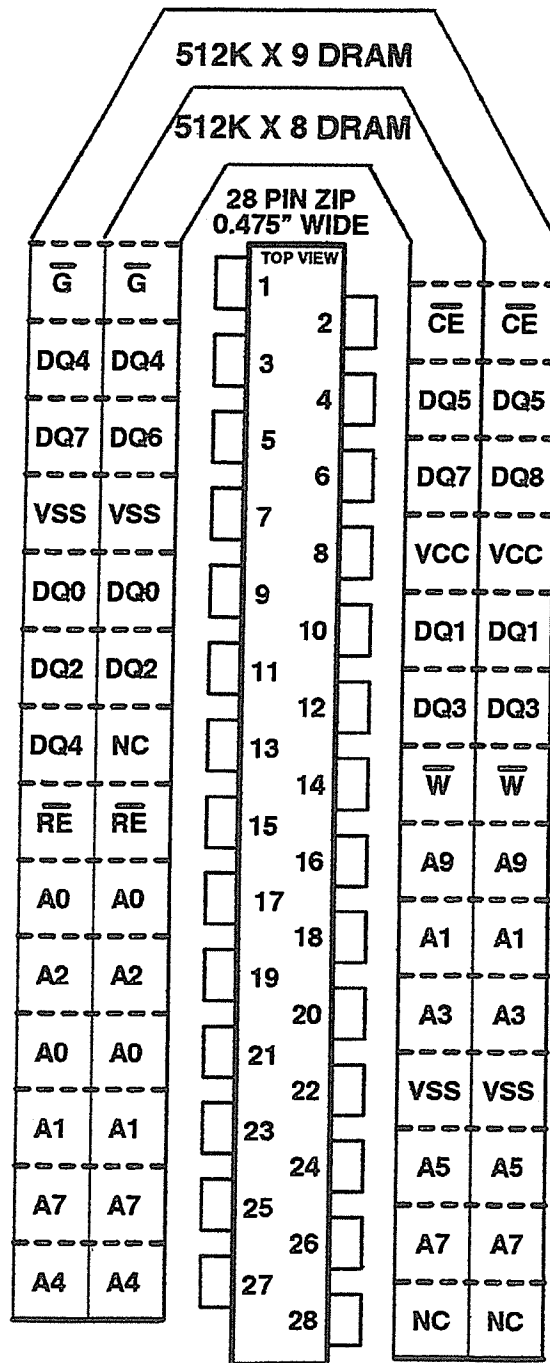 512K X 9 DRAM
512K X 8 DRAM
28 PIN ZIP
0.475" WIDE
TOP VIEW
G̅ G̅ 1
2 C̅E̅ C̅E̅
DQ4 DQ4 3
4 DQ5 DQ5
DQ7 DQ6 5
6 DQ7 DQ8
VSS VSS 7
8 VCC VCC
DQ0 DQ0 9
10 DQ1 DQ1
DQ2 DQ2 11
12 DQ3 DQ3
DQ4 NC 13
14 W̅ W̅
R̅E̅ R̅E̅ 15
16 A9 A9
A0 A0 17
18 A1 A1
A2 A2 19
20 A3 A3
A0 A0 21
22 VSS VSS
A1 A1 23
24 A5 A5
A7 A7 25
26 A7 A7
A4 A4 27
28 NC NC